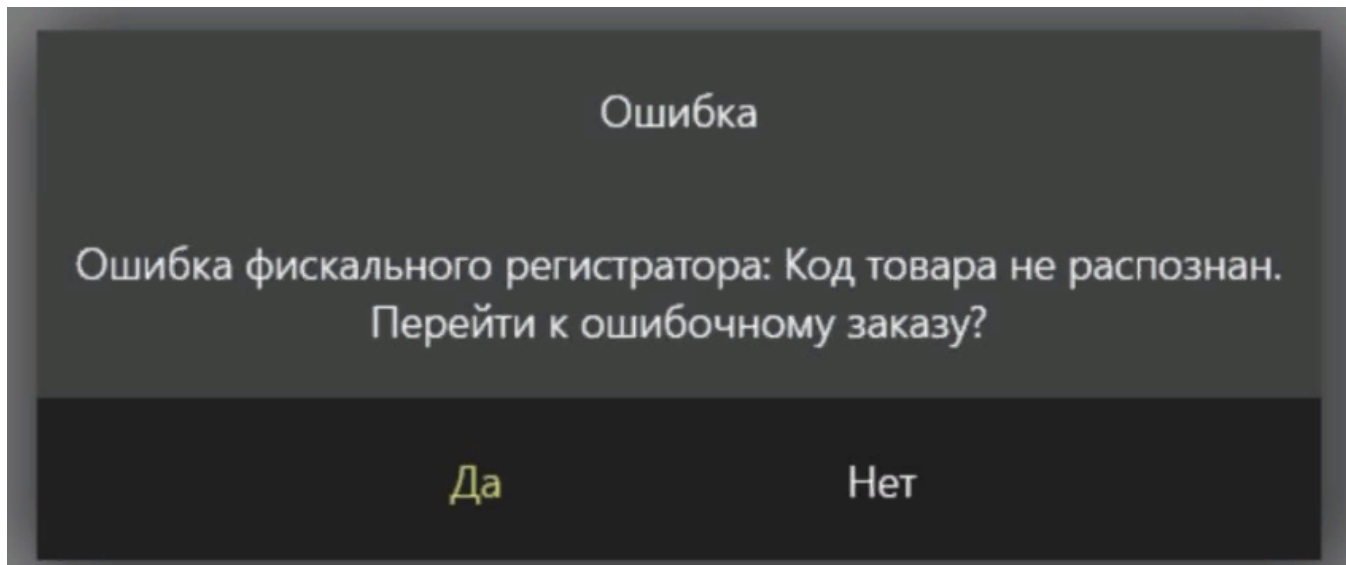 Ошибка
Ошибка фискального регистратора: Код товара не распознан.
Перейти к ошибочному заказу?
Да
Нет